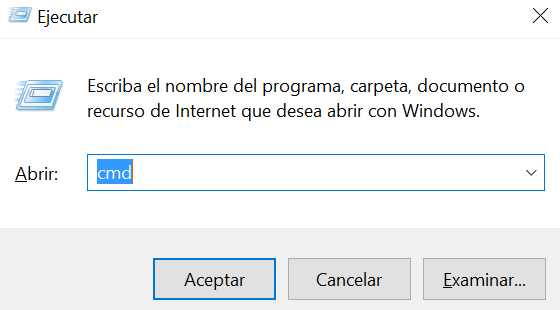 Ejecutar
Escriba el nombre del programa, carpeta, documento o
recurso de Internet que desea abrir con Windows.
Abrir: cmd
Aceptar Cancelar Examinar...